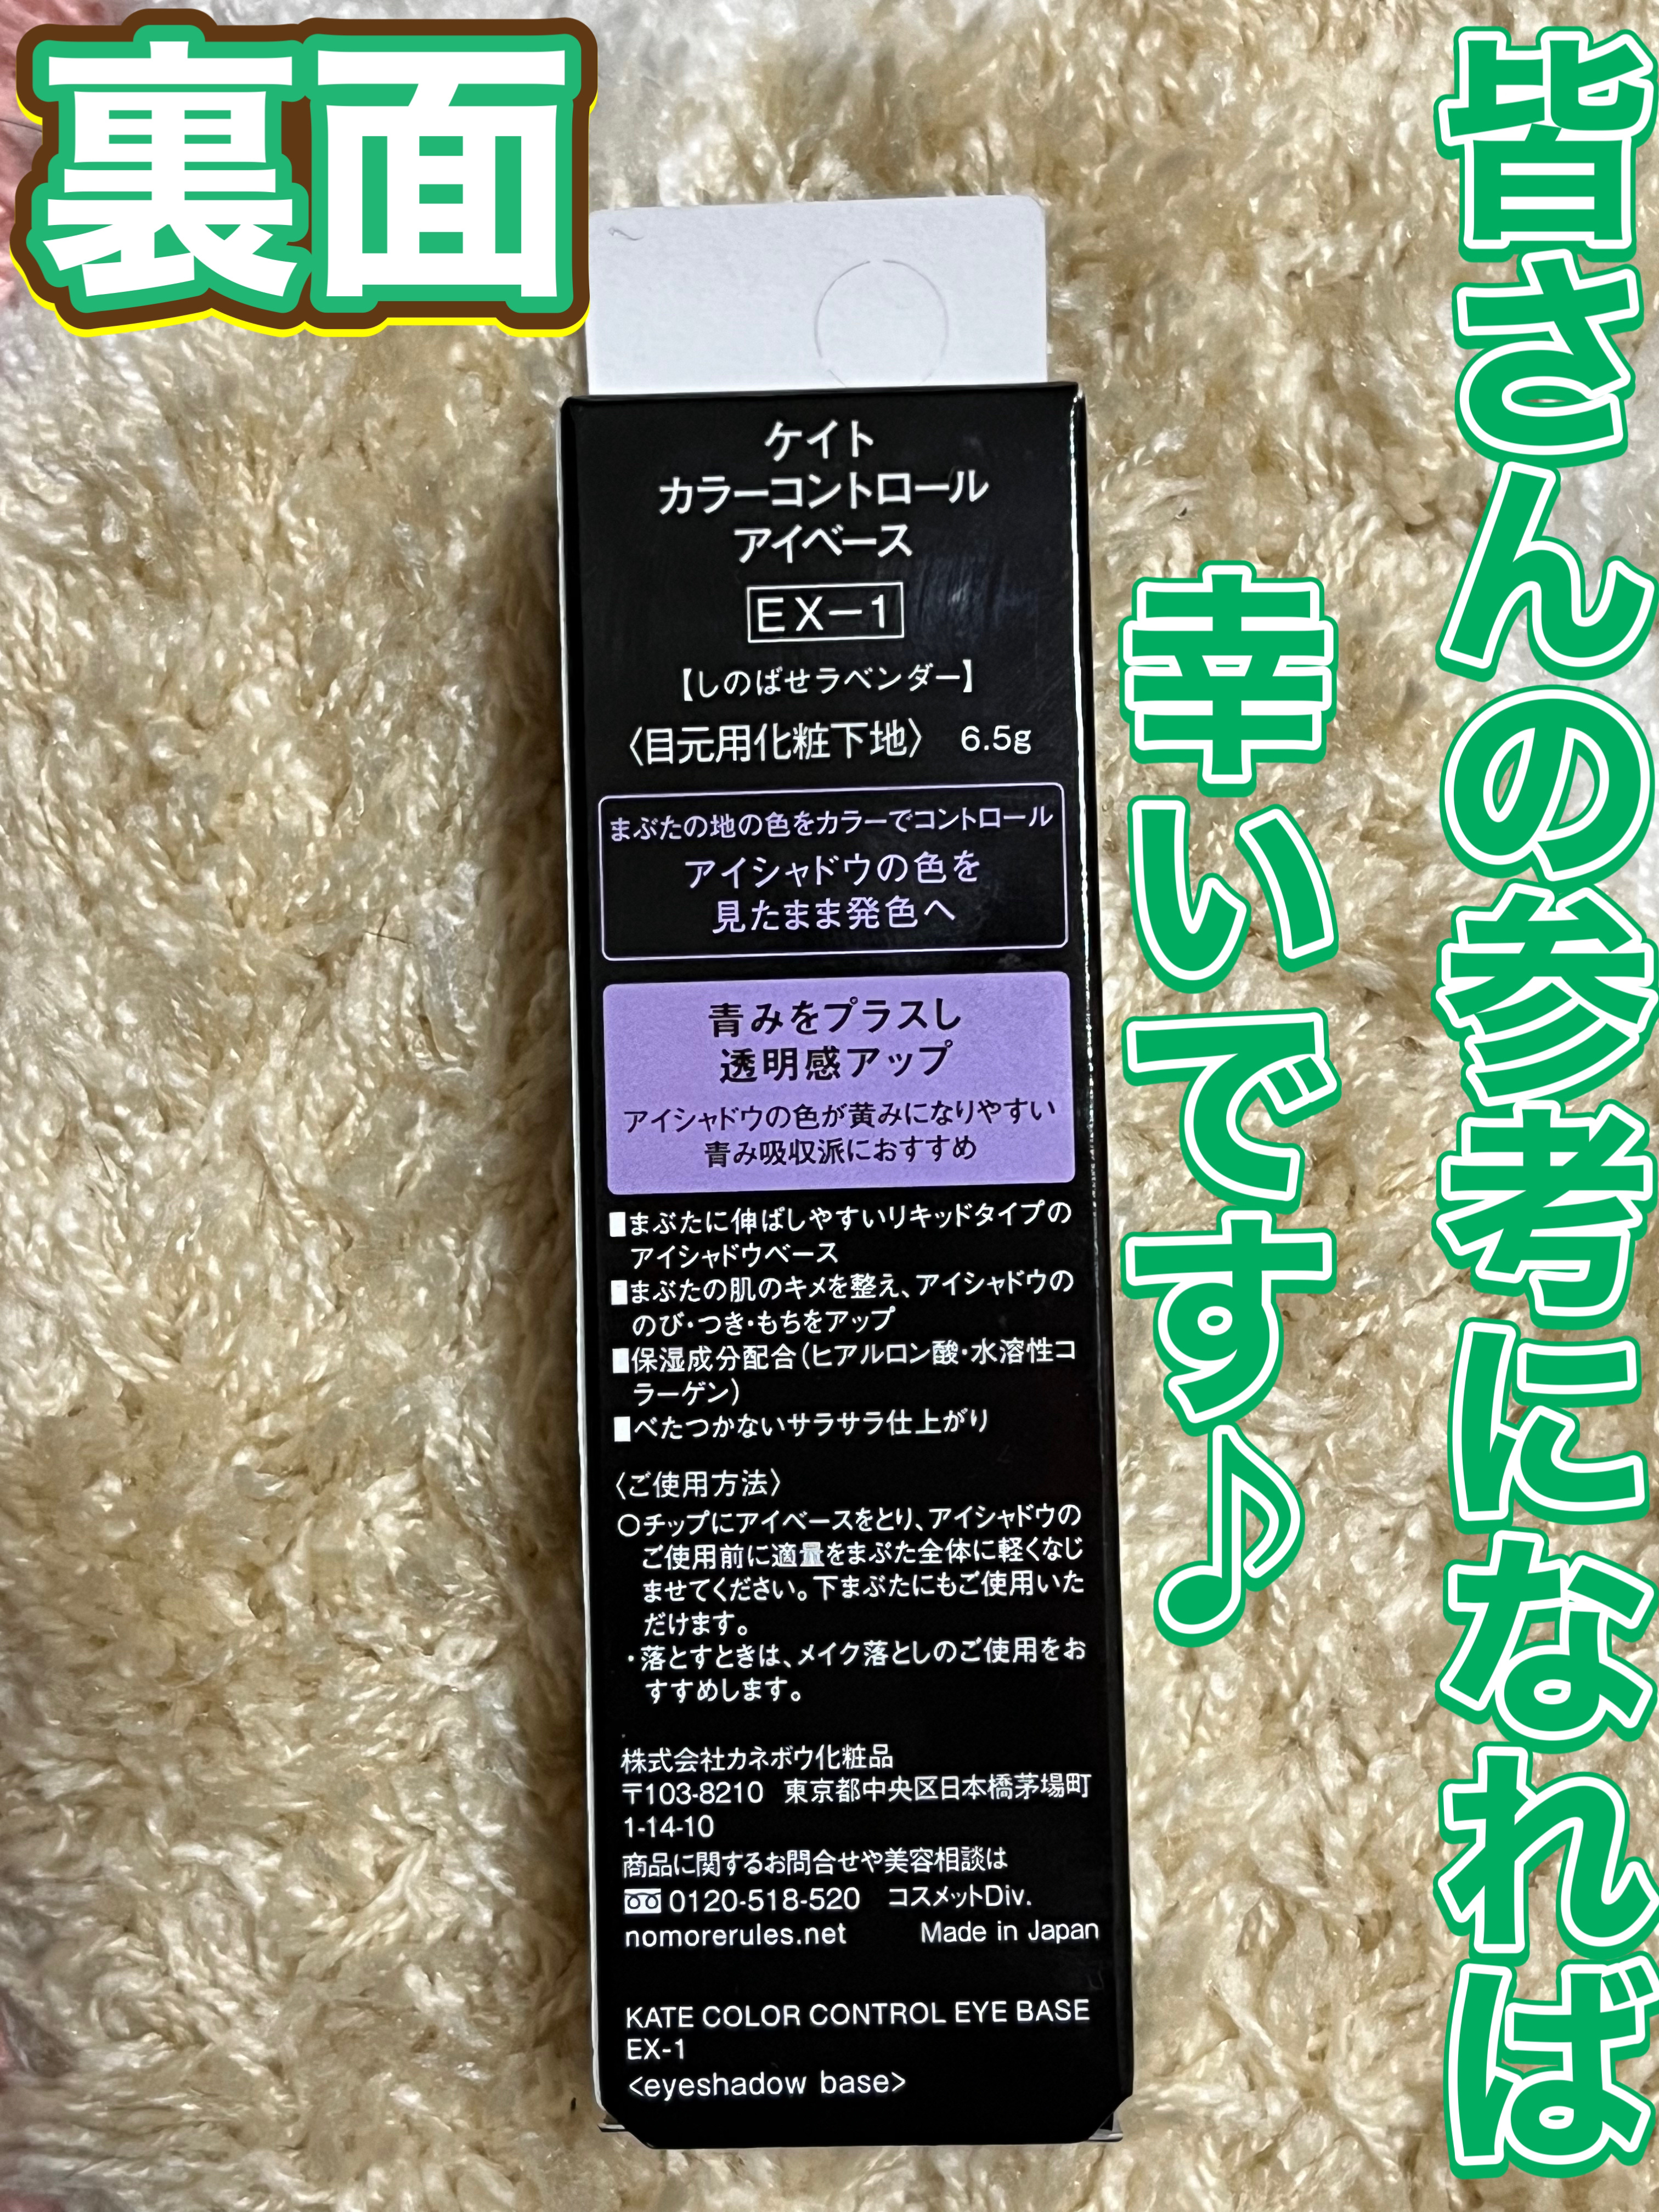 裏面
皆さんの参考になれば
幸いです♪
ケイト
カラーコントロール
アイベース
EX-1
【しのばせラベンダー】
〈目元用化粧下地〉 6.5g
まぶたの地の色をカラーでコントロール
アイシャドウの色を
見たまま発色へ
青みをプラスし
透明感アップ
アイシャドウの色が黄みになりやすい
青み吸収派におすすめ
■まぶたに伸ばしやすいリキッドタイプの
アイシャドウベース
■まぶたの肌のキメを整え、アイシャドウの
のび・つき・もちをアップ
■保湿成分配合(ヒアルロン酸・水溶性コ
ラーゲン)
■べたつかないサラサラ仕上がり
〈ご使用方法〉
○チップにアイベースをとり、アイシャドウの
ご使用前に適量をまぶた全体に軽くなじ
ませてください。下まぶたにもご使用いた
だけます。
・落とすときは、メイク落としのご使用をお
すすめします。
株式会社カネボウ化粧品
〒103-8210 東京都中央区日本橋茅場町
1-14-10
商品に関するお問合せや美容相談は
0120-518-520 コスメットDiv.
nomorerules.net Made in Japan
KATE COLOR CONTROL EYE BASE
EX-1
<eyeshadow base>